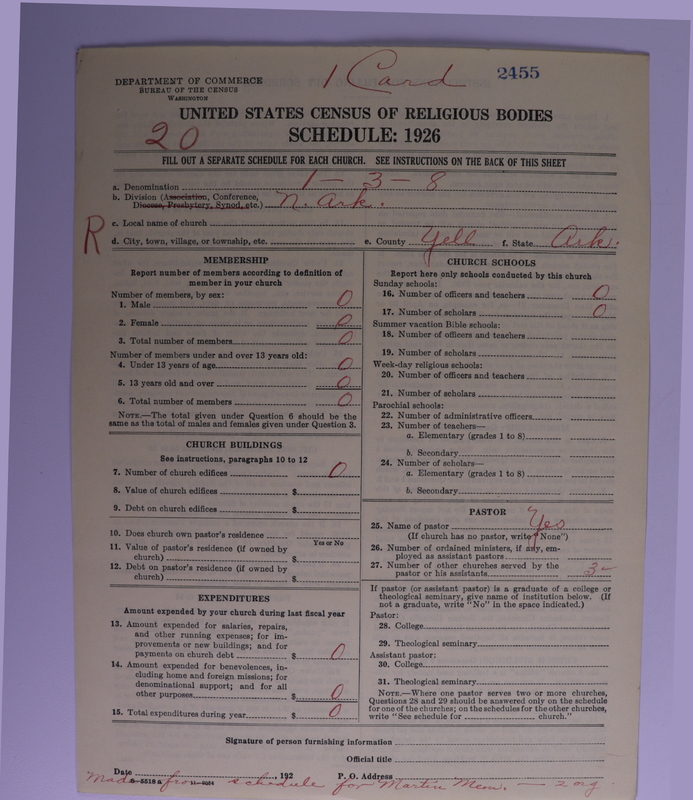 1 Card
2455
DEPARTMENT OF COMMERCE
BUREAU OF THE CENSUS
WASHINGTON
UNITED STATES CENSUS OF RELIGIOUS BODIES
20
SCHEDULE: 1926
FILL OUT A SEPARATE SCHEDULE FOR EACH CHURCH. SEE INSTRUCTIONS ON THE BACK OF THIS SHEET
a. Denomination 1 - 3 - 8
b. Division (Association, Conference,
Diocese, Presbytery, Synod, etc.) N. Ark.
R
c. Local name of church
d. City, town, village, or township, etc. e. County Yell f. State Ark.
MEMBERSHIP
Report number of members according to definition of
member in your church
Number of members, by sex:
1. Male 0
2. Female 0
3. Total number of members 0
Number of members under and over 13 years old:
4. Under 13 years of age 0
5. 13 years old and over 0
6. Total number of members 0
NOTE.—The total given under Question 6 should be the
same as the total of males and females given under Question 3.
CHURCH BUILDINGS
See instructions, paragraphs 10 to 12
7. Number of church edifices 0
8. Value of church edifices $
9. Debt on church edifices $
10. Does church own pastor's residence
Yes or No
11. Value of pastor's residence (if owned by
church) $
12. Debt on pastor's residence (if owned by
church) $
EXPENDITURES
Amount expended by your church during last fiscal year
13. Amount expended for salaries, repairs,
and other running expenses; for im-
provements or new buildings; and for
payments on church debt $ 0
14. Amount expended for benevolences, in-
cluding home and foreign missions; for
denominational support; and for all
other purposes $ 0
15. Total expenditures during year $ 0
CHURCH SCHOOLS
Report here only schools conducted by this church
Sunday schools:
16. Number of officers and teachers 0
17. Number of scholars 0
Summer vacation Bible schools:
18. Number of officers and teachers
19. Number of scholars
Week-day religious schools:
20. Number of officers and teachers
21. Number of scholars
Parochial schools:
22. Number of administrative officers
23. Number of teachers—
a. Elementary (grades 1 to 8)
b. Secondary
24. Number of scholars—
a. Elementary (grades 1 to 8)
b. Secondary
PASTOR
25. Name of pastor Yes
(If church has no pastor, write "None")
26. Number of ordained ministers, if any, em-
ployed as assistant pastors
27. Number of other churches served by the
pastor or his assistants 3-
If pastor (or assistant pastor) is a graduate of a college or
theological seminary, give name of institution below. (If
not a graduate, write "No" in the space indicated.)
Pastor:
28. College
29. Theological seminary
Assistant pastor:
30. College
31. Theological seminary
NOTE.—Where one pastor serves two or more churches,
Questions 28 and 29 should be answered only on the schedule
for one of the churches; on the schedules for the other churches,
write "See schedule for church."
Signature of person furnishing information
Official title
Date , 192 P. O. Address
8-5518a 11-9054
Made from schedule for Martin Mem. - 2 org.